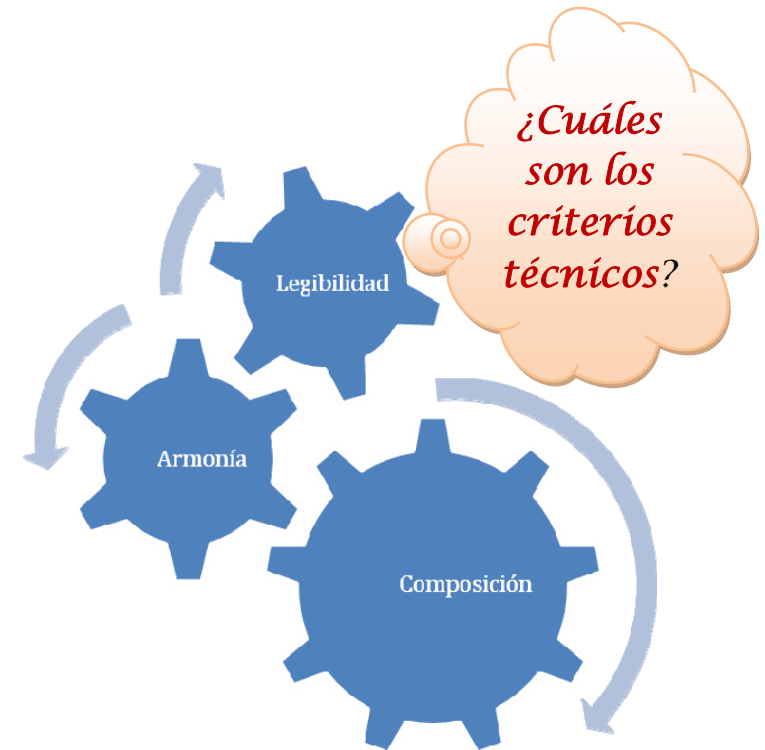 ¿Cuáles
son los
criterios
técnicos?
Legibilidad
Armonía
Composición